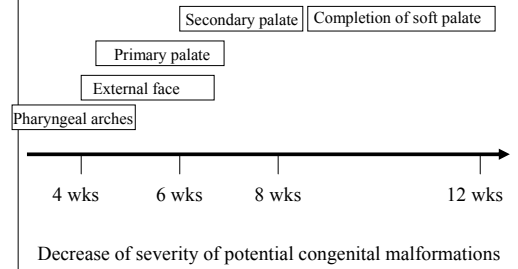 Secondary palate
Completion of soft palate
Primary palate
External face
Pharyngeal arches
4 wks
6 wks
8 wks
12 wks
Decrease of severity of potential congenital malformations